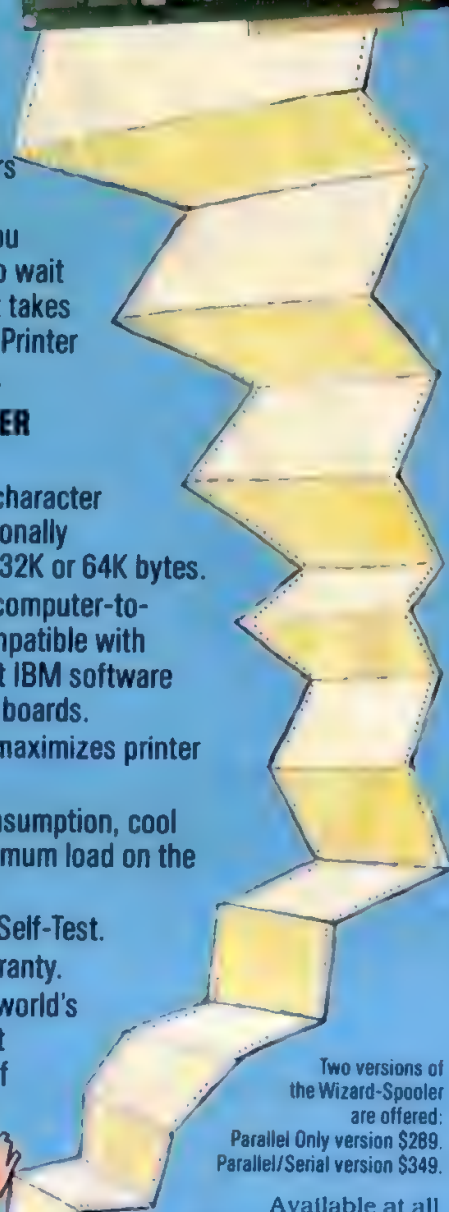 rs
ou
o wait
t takes
Printer
ER
character
onally
32K or 64K bytes.
computer-to-
mpatible with
t IBM software
boards.
maximizes printer
nsumption, cool
mum load on the
Self-Test.
ranty.
world's
t
f
Two versions of
the Wizard-Spooler
are offered:
Parallel Only version $289.
Parallel/Serial version $349.
Available at all